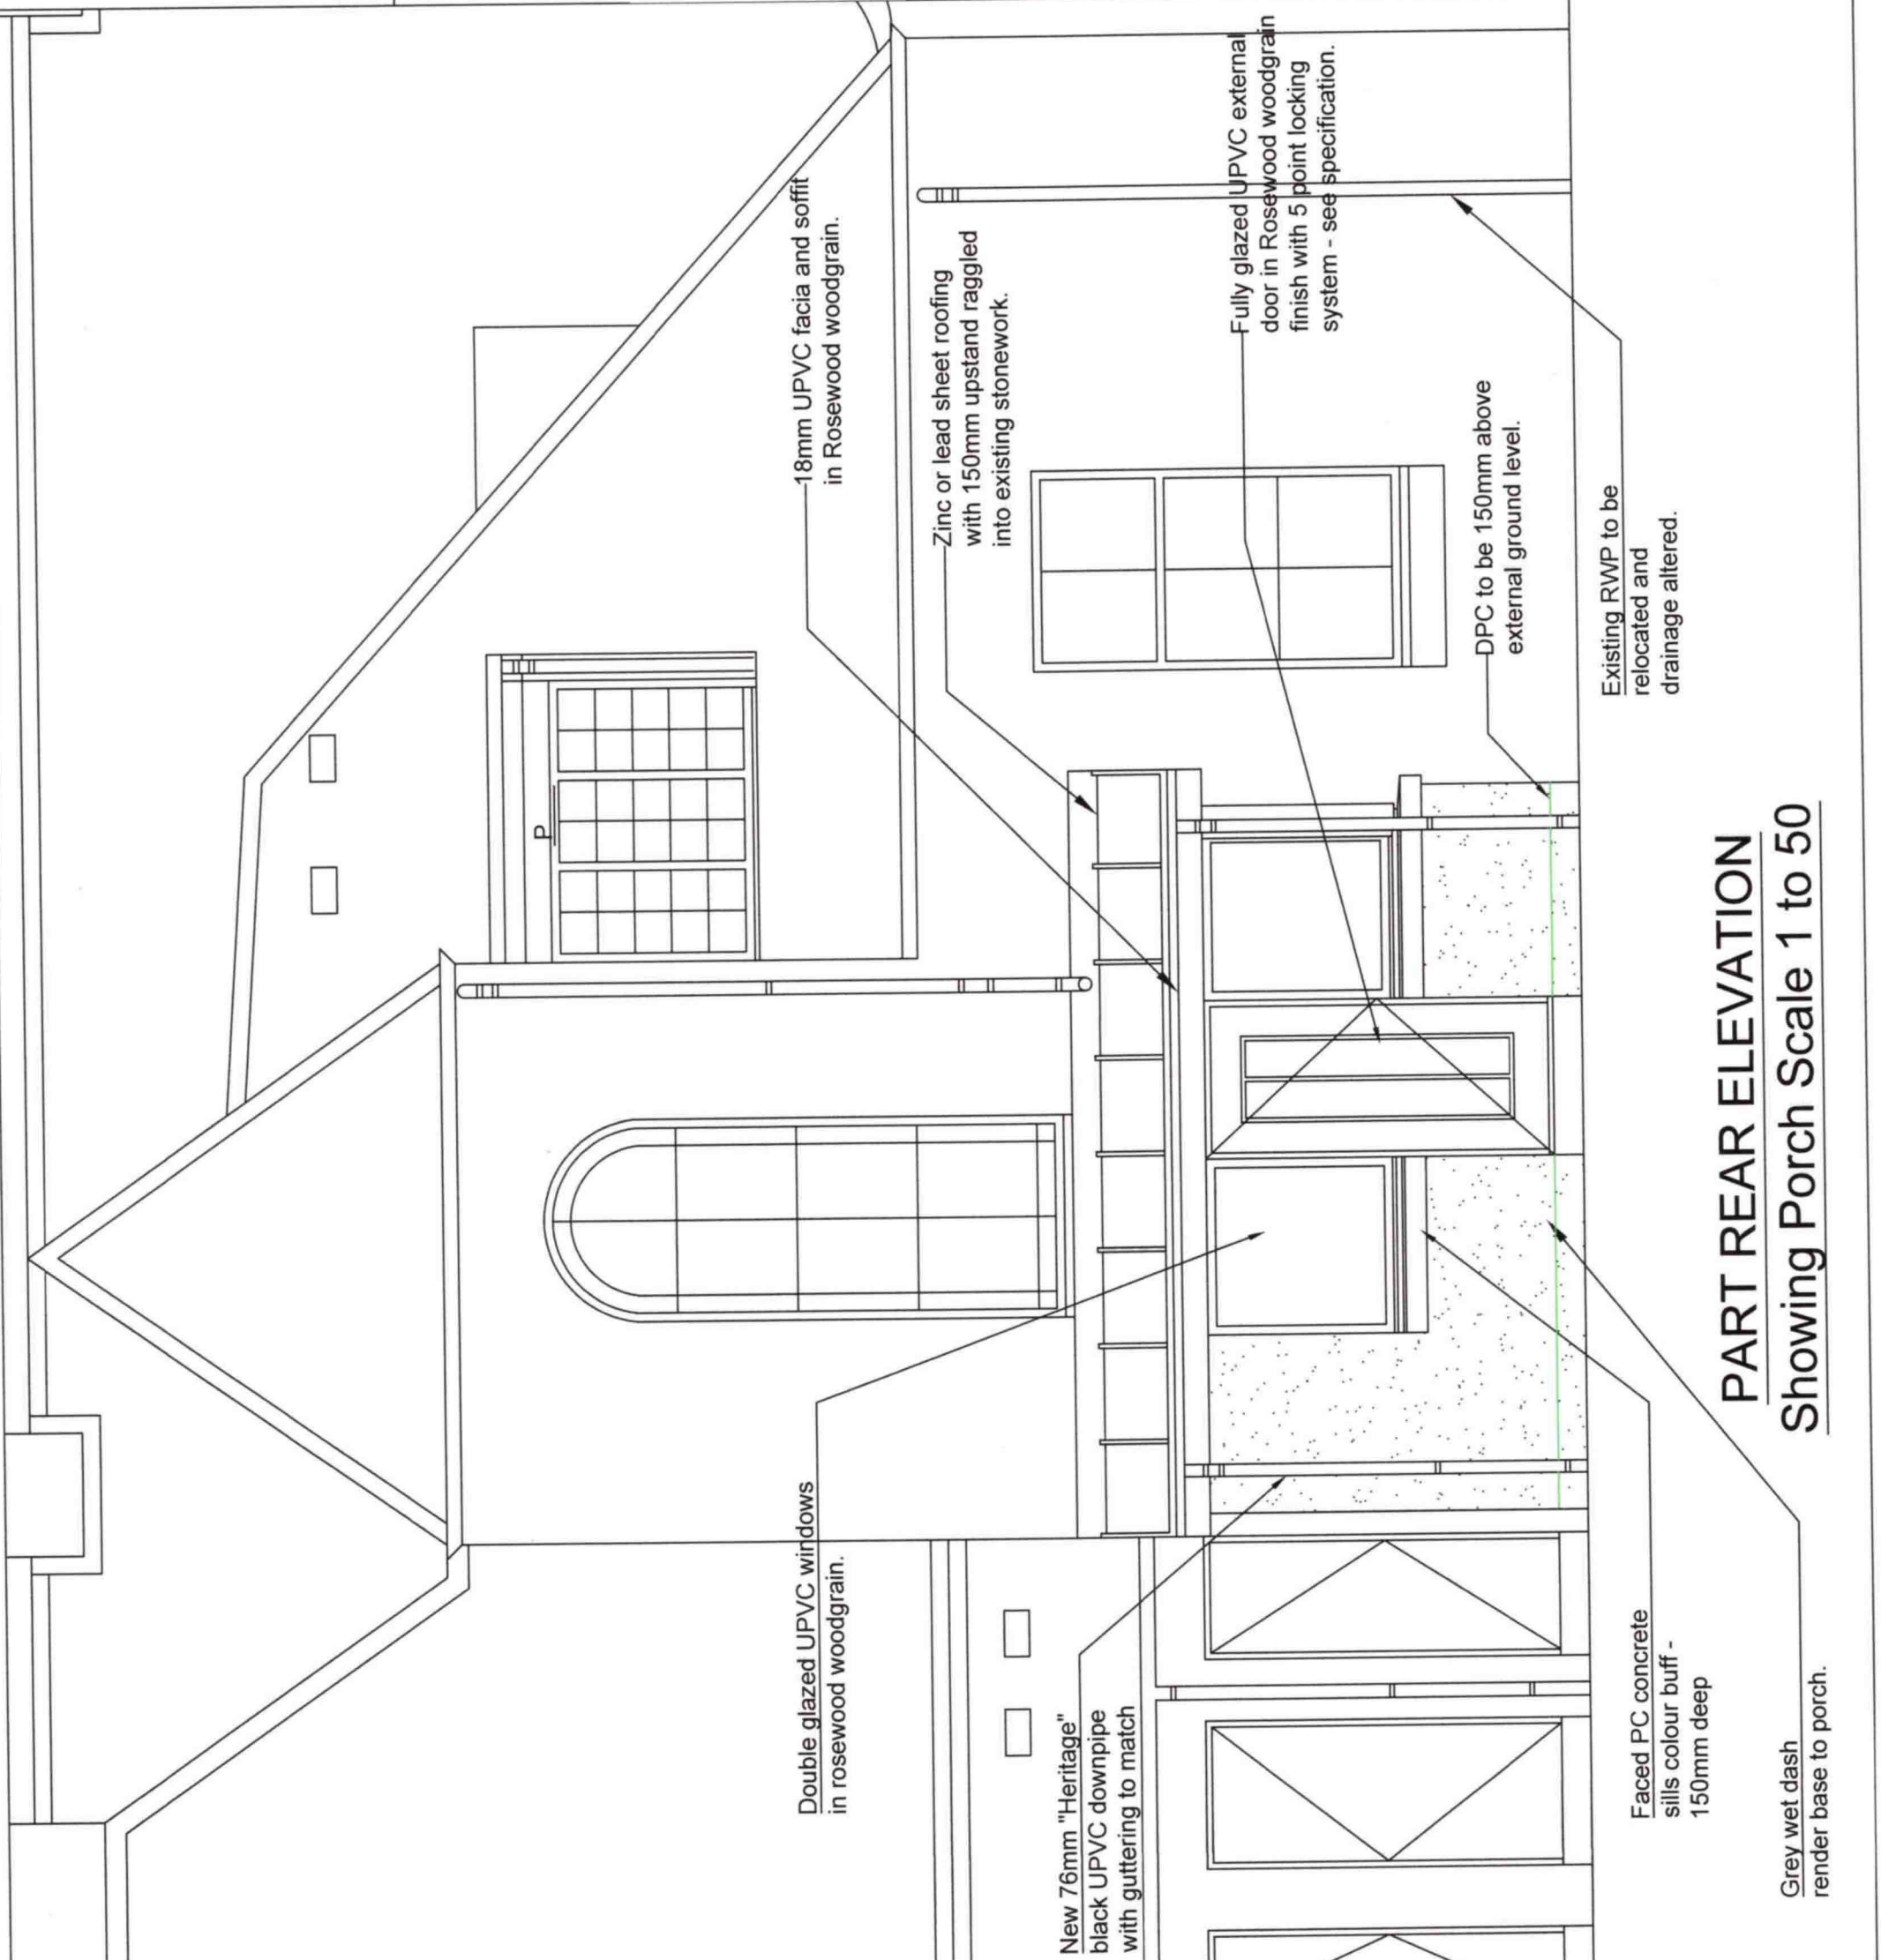 Double glazed UPVC windows
in rosewood woodgrain.
18mm UPVC facia and soffit
in Rosewood woodgrain.
Zinc or lead sheet roofing
with 150mm upstand raggled
into existing stonework.
P
New 76mm "Heritage"
black UPVC downpipe
with guttering to match
Fully glazed UPVC external
door in Rosewood woodgrain
finish with 5 point locking
system - see specification.
DPC to be 150mm above
external ground level.
Existing RWP to be
relocated and
drainage altered.
Faced PC concrete
sills colour buff -
150mm deep
Grey wet dash
render base to porch.
PART REAR ELEVATION
Showing Porch Scale 1 to 50